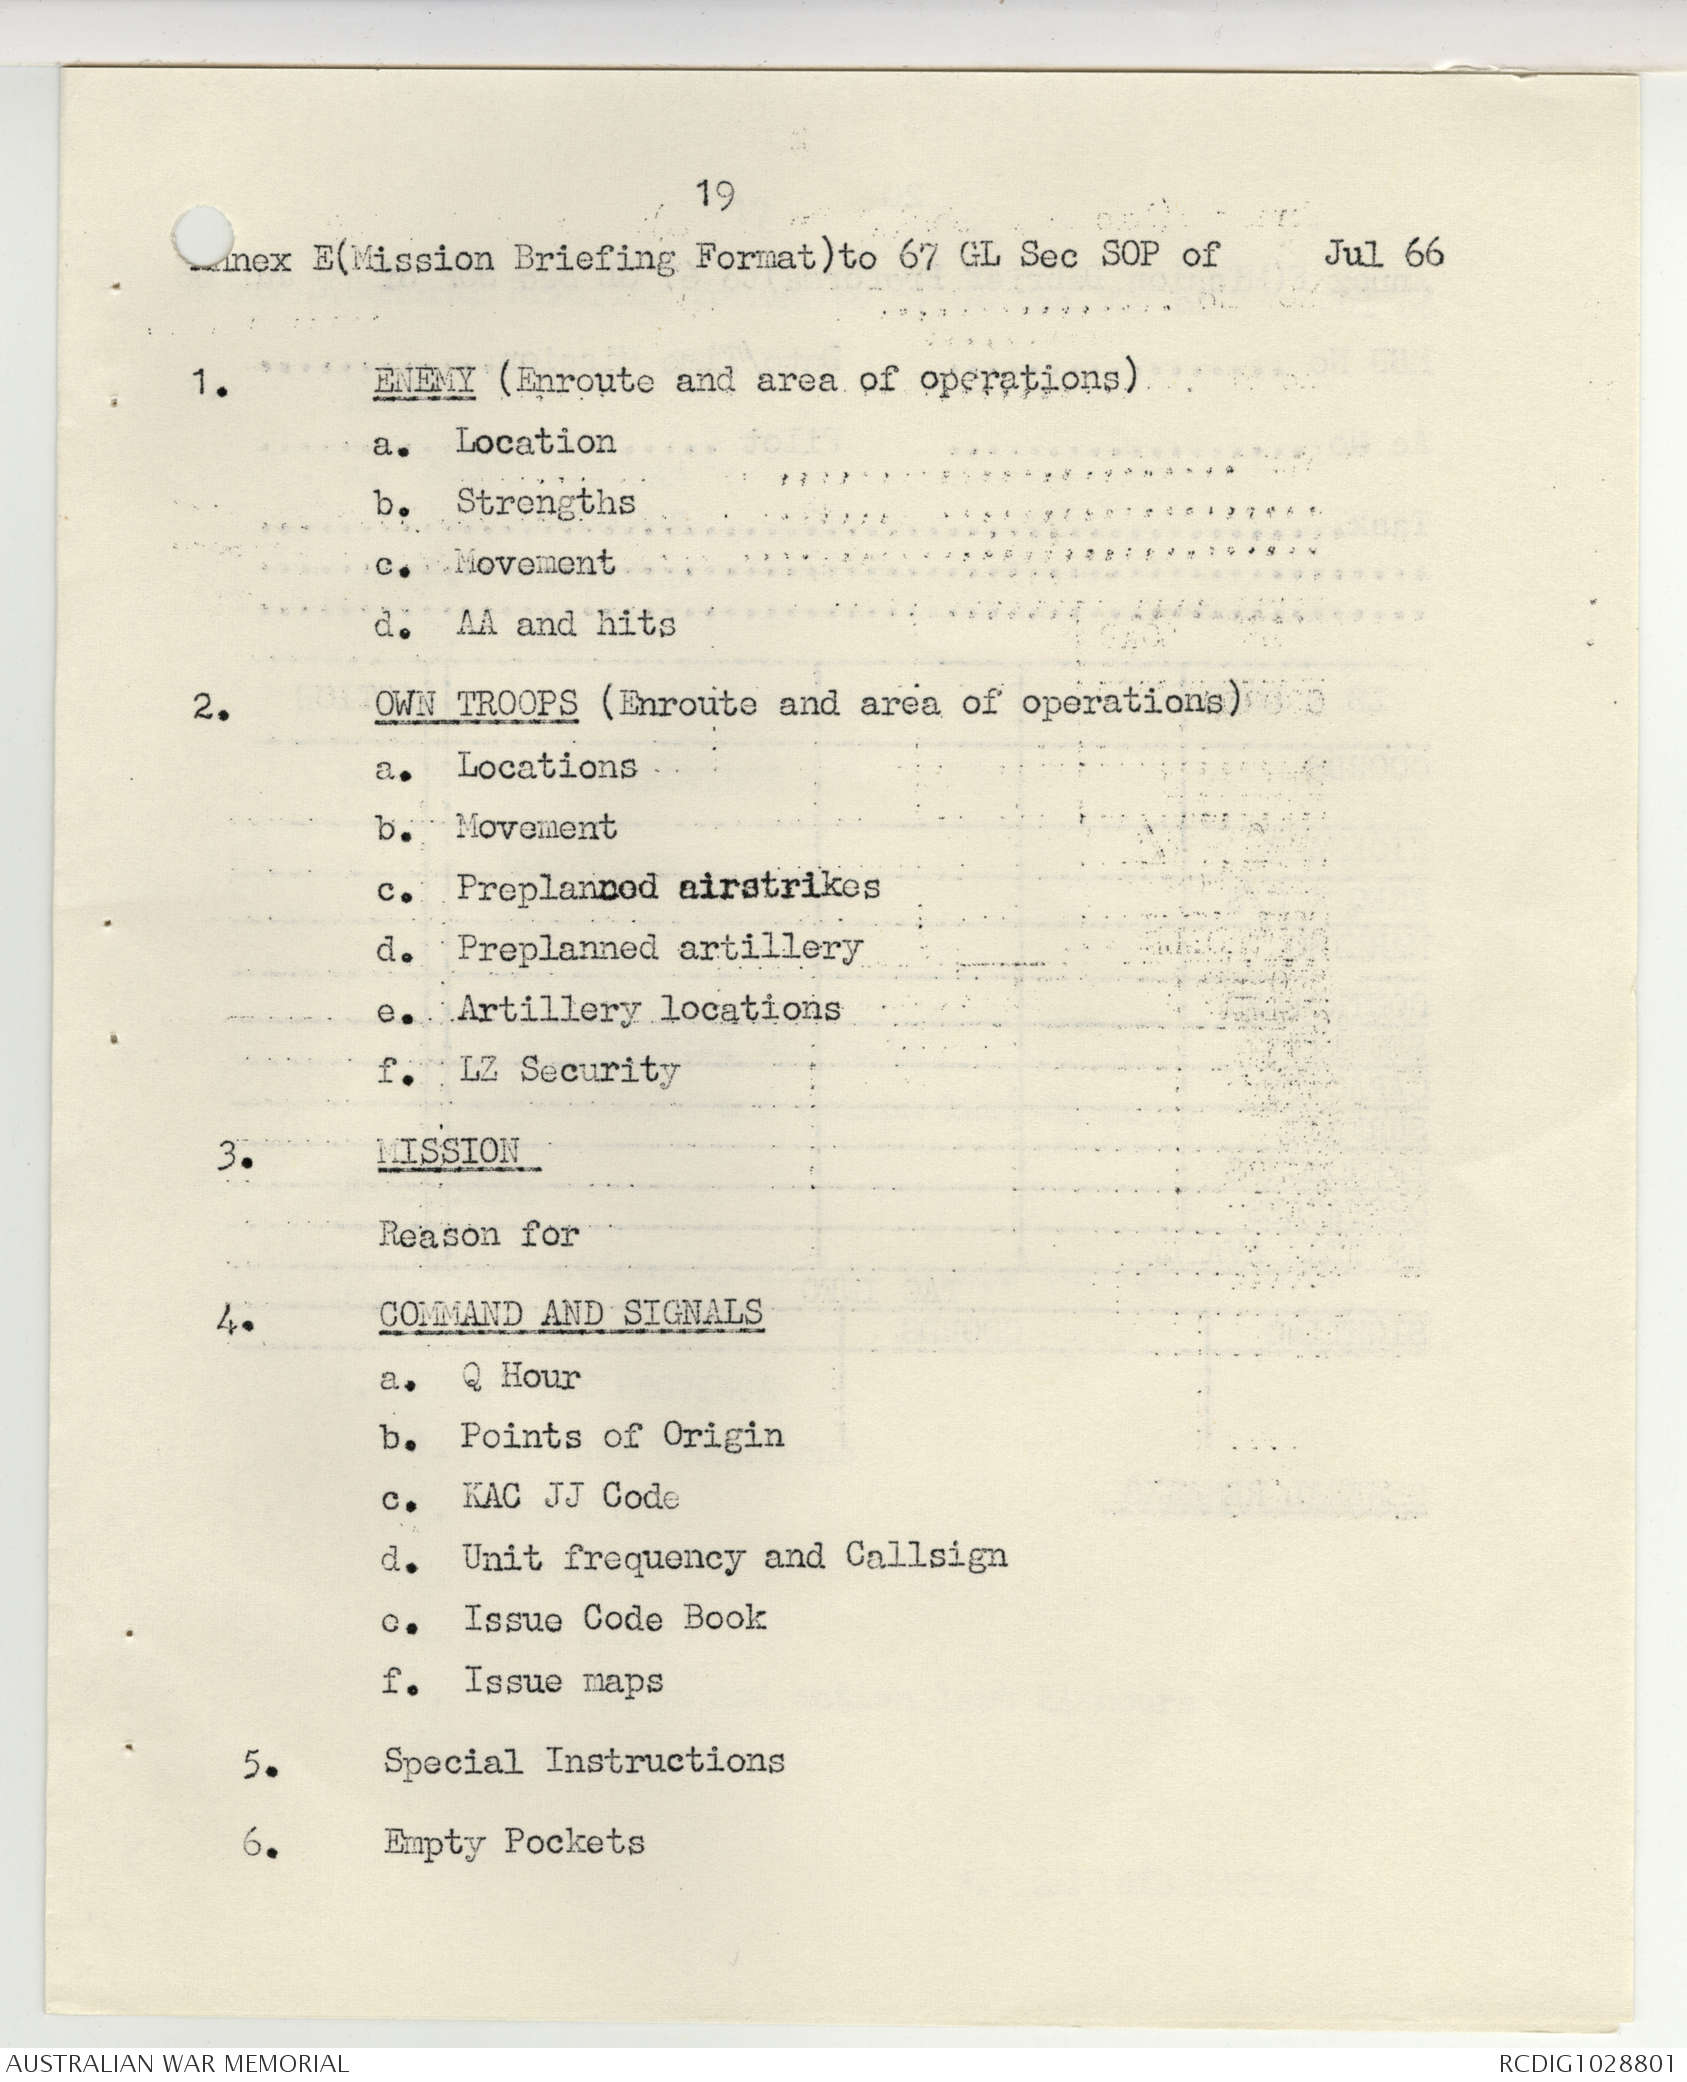 19
Annex E(Mission Briefing Format)to 67 GL Sec SOP of Jul 66
1. ENEMY (Enroute and area of operations)
a. Location
b. Strengths
c. Movement
d. AA and hits
2. OWN TROOPS (Enroute and area of operations)
a. Locations
b. Movement
c. Preplanned airstrikes
d. Preplanned artillery
e. Artillery locations
f. LZ Security
3. MISSION
Reason for
4. COMMAND AND SIGNALS
a. Q Hour
b. Points of Origin
c. KAC JJ Code
d. Unit frequency and Callsign
e. Issue Code Book
f. Issue maps
5. Special Instructions
6. Empty Pockets
AUSTRALIAN WAR MEMORIAL
RCDIG1028801